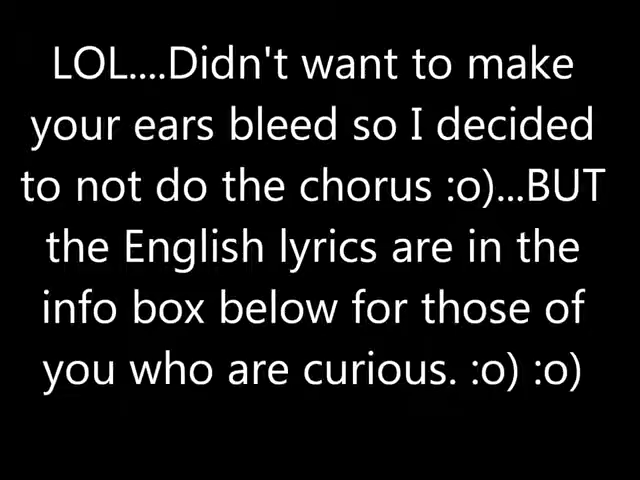 LOL....Didn't want to make
your ears bleed so I decided
to not do the chorus :o)...BUT
the English lyrics are in the
info box below for those of
you who are curious. :o) :o)